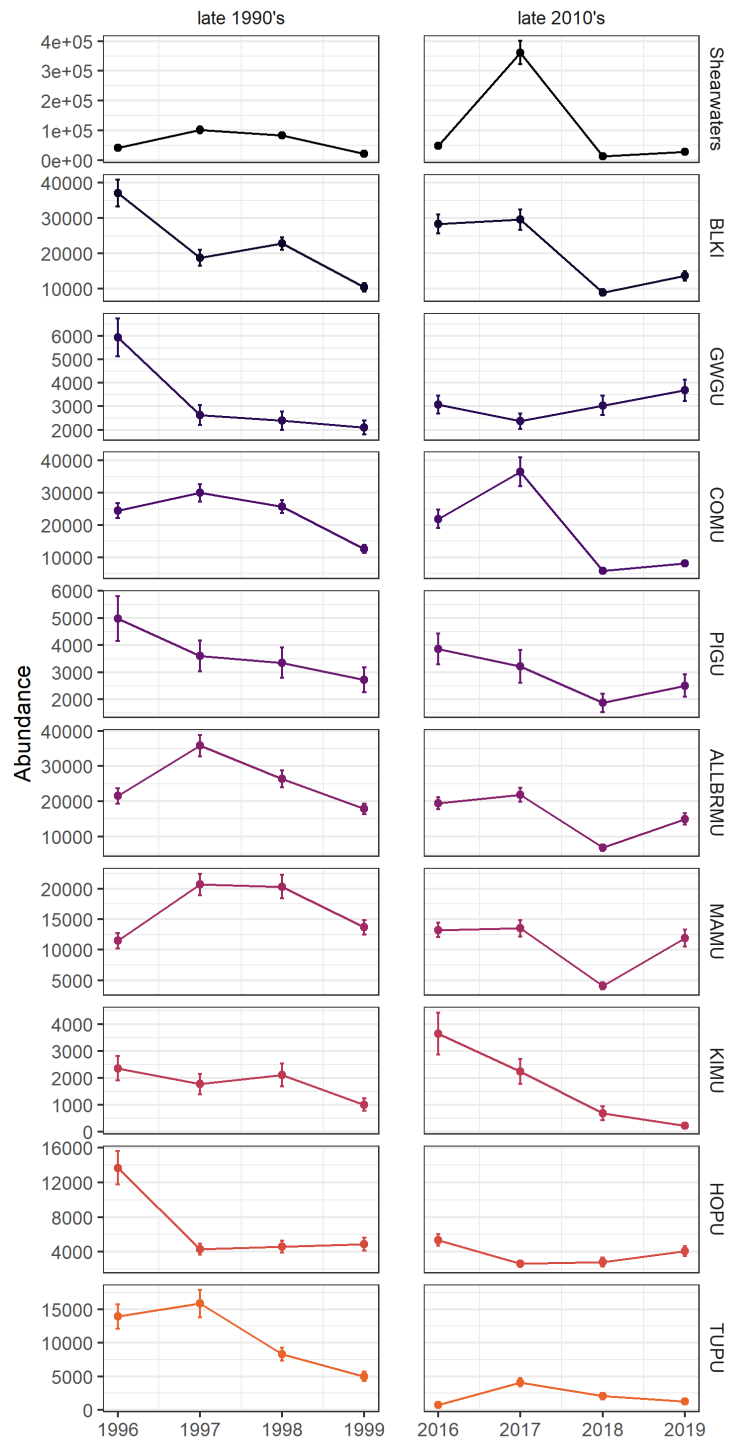 late 1990's late 2010's
4e+05
3e+05
2e+05
1e+05
0e+00
Shearwaters
40000
30000
20000
10000
BLKI
6000
5000
4000
3000
2000
GWGU
40000
30000
20000
10000
COMU
6000
5000
4000
3000
2000
PIGU
Abundance
40000
30000
20000
10000
ALLBRMU
20000
15000
10000
5000
MAMU
4000
3000
2000
1000
0
KIMU
16000
12000
8000
4000
HOPU
15000
10000
5000
0
TUPU
1996 1997 1998 1999 2016 2017 2018 2019